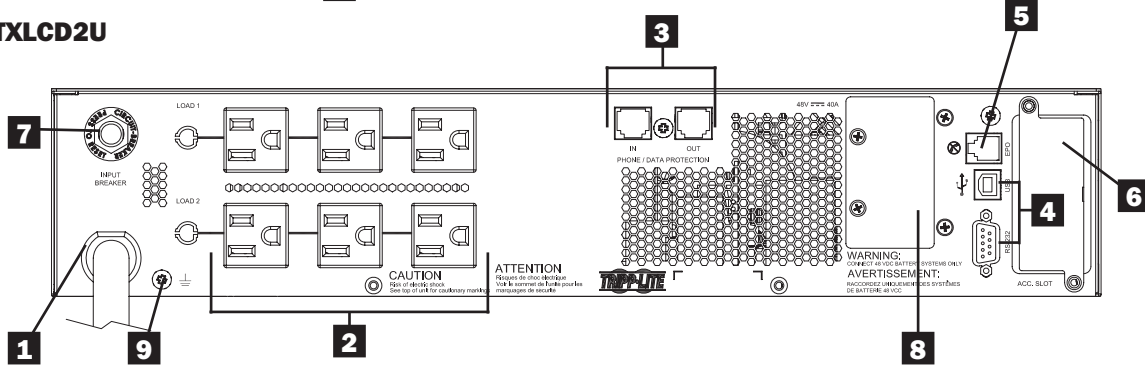 TXLCD2U
5
3
7
LOAD 1
INPUT
BREAKER
LOAD 2
IN
OUT
PHONE / DATA PROTECTION
48V 40A
EPO
USB
RS232
6
4
WARNING:
CONNECT 48 VDC BATTERY SYSTEMS ONLY
AVERTISSEMENT:
RACCORDEZ UNIQUEMENT DES SYSTÈMES
DE BATTERIE 48 VCC
ACC. SLOT
CAUTION
Risk of electric shock
See top of unit for cautionary marking
ATTENTION
Risques de choc électrique
Voir le sommet de l'unité pour les
marquages de sécurité
TRIPP·LITE
1
9
2
8